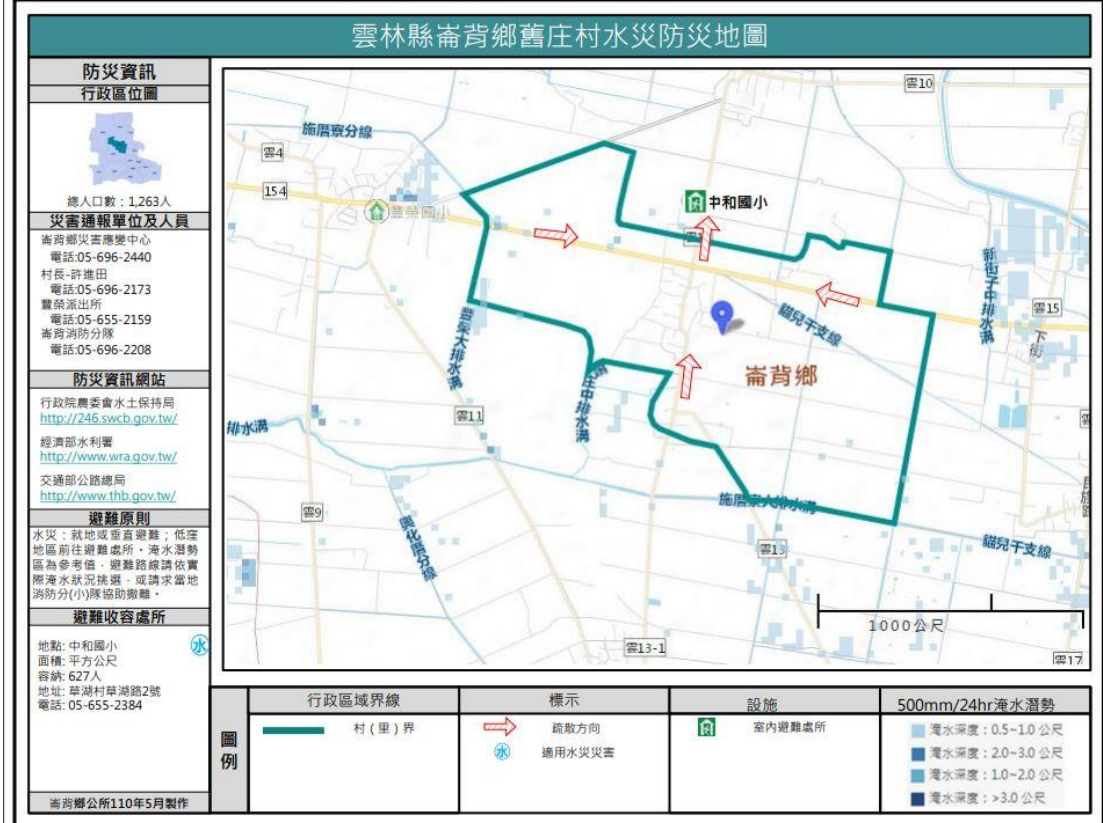 雲林縣崙背鄉舊庄村水災防災地圖
防災資訊
行政區位圖
總人口數：1,263人
災害通報單位及人員
崙背鄉災害應變中心
電話:05-696-2440
村長-許進田
電話:05-696-2173
豐榮派出所
電話:05-655-2159
崙背消防分隊
電話:05-696-2208
防災資訊網站
行政院農委會水土保持局
http://246.swcb.gov.tw/
經濟部水利署
http://www.wra.gov.tw/
交通部公路總局
http://www.thb.gov.tw/
避難原則
水災：就地或垂直避難；低窪
地區前往避難處所，淹水潛勢
區為參考值，避難路線請依實
際淹水狀況挑選，或請求當地
消防分(小)隊協助撤離。
避難收容處所
地點: 中和國小
水
面積: 平方公尺
容納: 627人
地址: 草湖村草湖路2號
電話: 05-655-2384
崙背鄉公所110年5月製作
雲10
施厝寮分線
雲4
154
豐榮國小
中和國小
新街子中排水溝
雲15
下街
貓兒干支線
豐榮大排水溝
崙背鄉
庄中排水溝
雲11
排水溝
施厝寮大排水溝
雲9
興化厝分線
雲13
貓兒干支線
1000公尺
雲13-1
雲17
圖例
行政區域界線
村（里）界
標示
疏散方向
水
適用水災災害
設施
室內避難處所
500mm/24hr淹水潛勢
淹水深度：0.5~1.0 公尺
淹水深度：2.0~3.0 公尺
淹水深度：1.0~2.0 公尺
淹水深度：>3.0 公尺